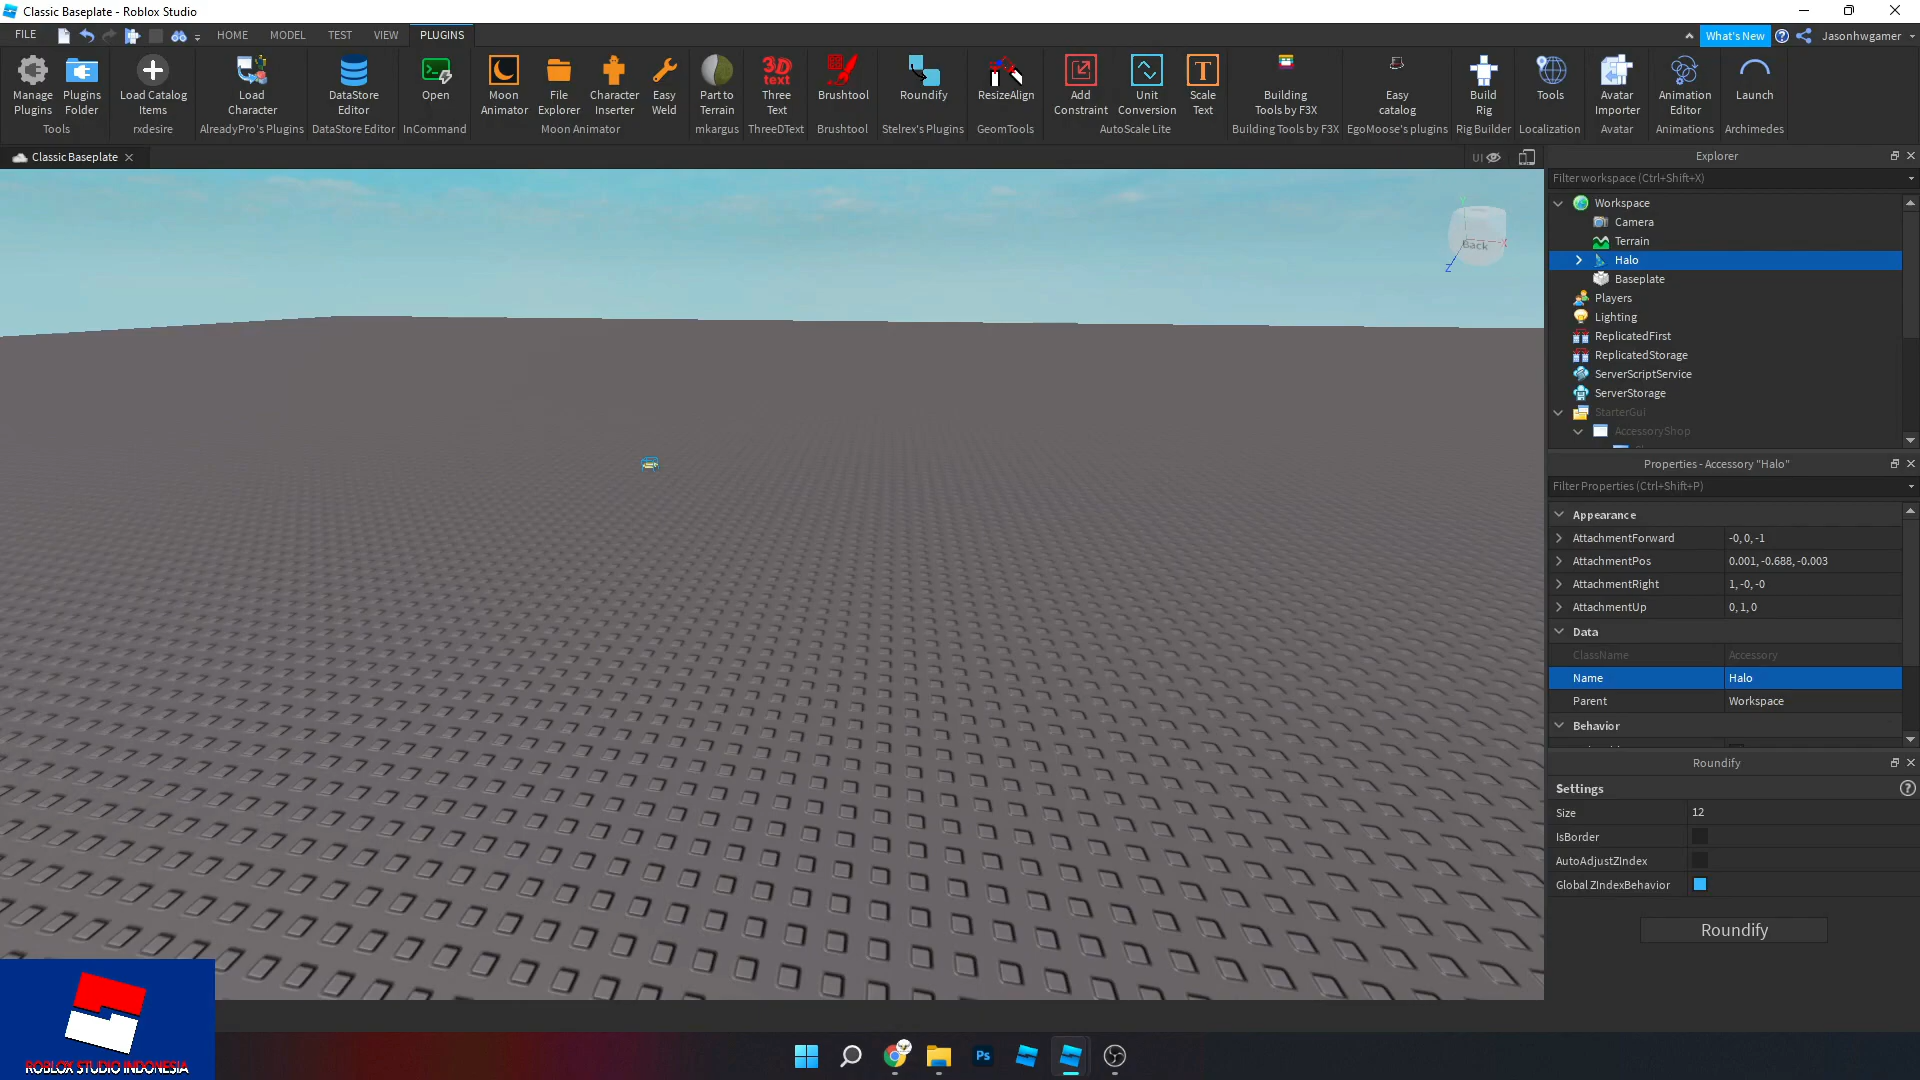 Classic Baseplate - Roblox Studio
FILE HOME MODEL TEST VIEW PLUGINS What's New Jasonhwgamer
Manage Plugins
Plugins Folder
Tools
Load Catalog Items
rxdesire
Load Character
AlreadyPro's Plugins
DataStore Editor
DataStore Editor
Open
InCommand
Moon Animator
File Explorer
Character Inserter
Easy Weld
Moon Animator
Part to Terrain
mkargus
3D text
Three Text
ThreeDText
Brushtool
Brushtool
Roundify
Stelrex's Plugins
ResizeAlign
GeomTools
Add Constraint
Unit Conversion
T
Scale Text
AutoScale Lite
Building Tools by F3X
Building Tools by F3X
Easy catalog
EgoMoose's plugins
Build Rig
Rig Builder
Tools
Localization
Avatar Importer
Avatar
Animation Editor
Animations
Launch
Archimedes
Classic Baseplate
UI
Back
X
Z
Explorer
Filter workspace (Ctrl+Shift+X)
Workspace
Camera
Terrain
Halo
Baseplate
Players
Lighting
ReplicatedFirst
ReplicatedStorage
ServerScriptService
ServerStorage
StarterGui
AccessoryShop
Properties - Accessory "Halo"
Filter Properties (Ctrl+Shift+P)
Appearance
AttachmentForward -0, 0, -1
AttachmentPos 0.001, -0.688, -0.003
AttachmentRight 1, -0, -0
AttachmentUp 0, 1, 0
Data
ClassName Accessory
Name Halo
Parent Workspace
Behavior
Roundify
Settings
Size 12
IsBorder
AutoAdjustZIndex
Global ZIndexBehavior
Roundify
ROBLOX STUDIO INDONESIA
Ps